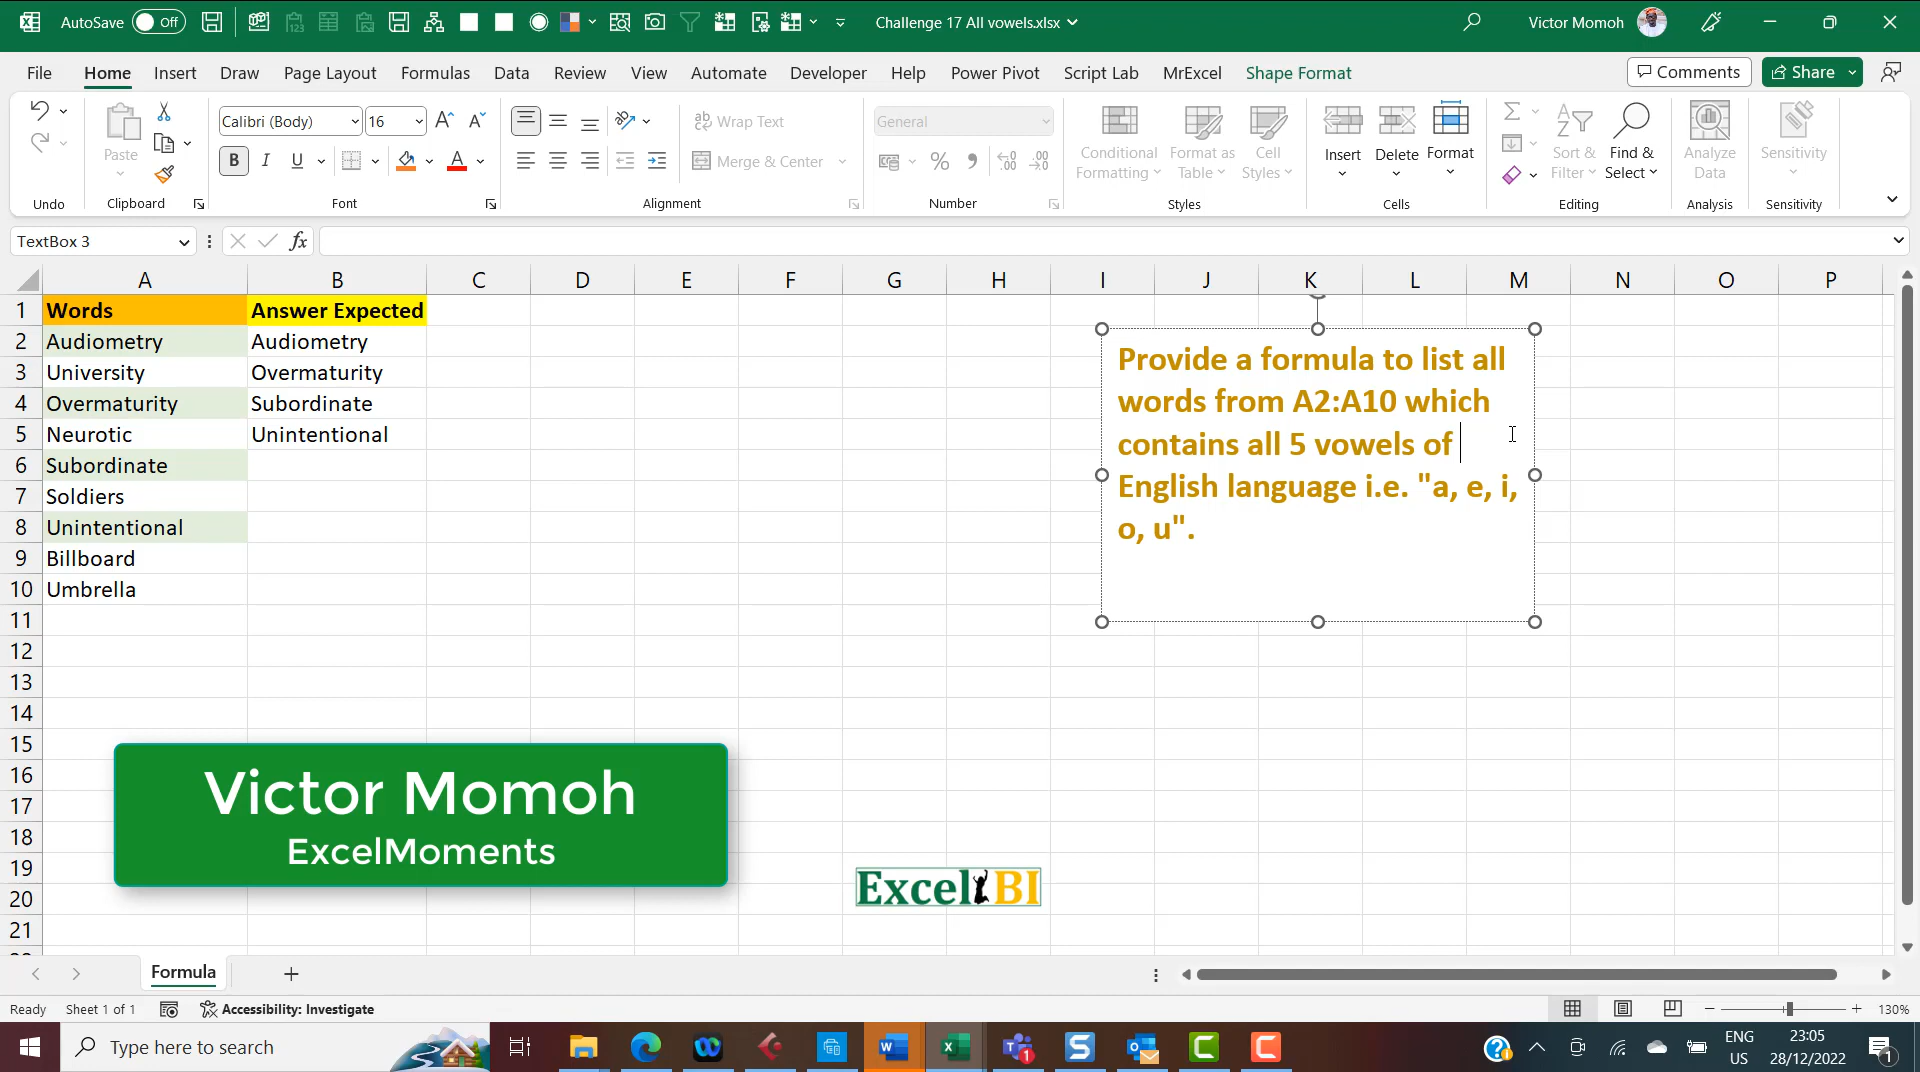 AutoSave Off Challenge 17 All vowels.xlsx Victor Momoh
File Home Insert Draw Page Layout Formulas Data Review View Automate Developer Help Power Pivot Script Lab MrExcel Shape Format Comments Share
Calibri (Body) 16 Wrap Text General
Paste B I U Merge & Center Conditional Formatting Format as Table Cell Styles Insert Delete Format Sort & Filter Find & Select Analyze Data Sensitivity
Undo Clipboard Font Alignment Number Styles Cells Editing Analysis Sensitivity
TextBox 3 fx
A B C D E F G H I J K L M N O P
1 Words Answer Expected
2 Audiometry Audiometry
3 University Overmaturity
4 Overmaturity Subordinate
5 Neurotic Unintentional
6 Subordinate
7 Soldiers
8 Unintentional
9 Billboard
10 Umbrella
11
12
13
14
15
16
17
18
19
20
21
Provide a formula to list all
words from A2:A10 which
contains all 5 vowels of
English language i.e. "a, e, i,
o, u".
Victor Momoh
ExcelMoments
Excel BI
Formula
Ready Sheet 1 of 1 Accessibility: Investigate 130%
Type here to search ENG 23:05
US 28/12/2022